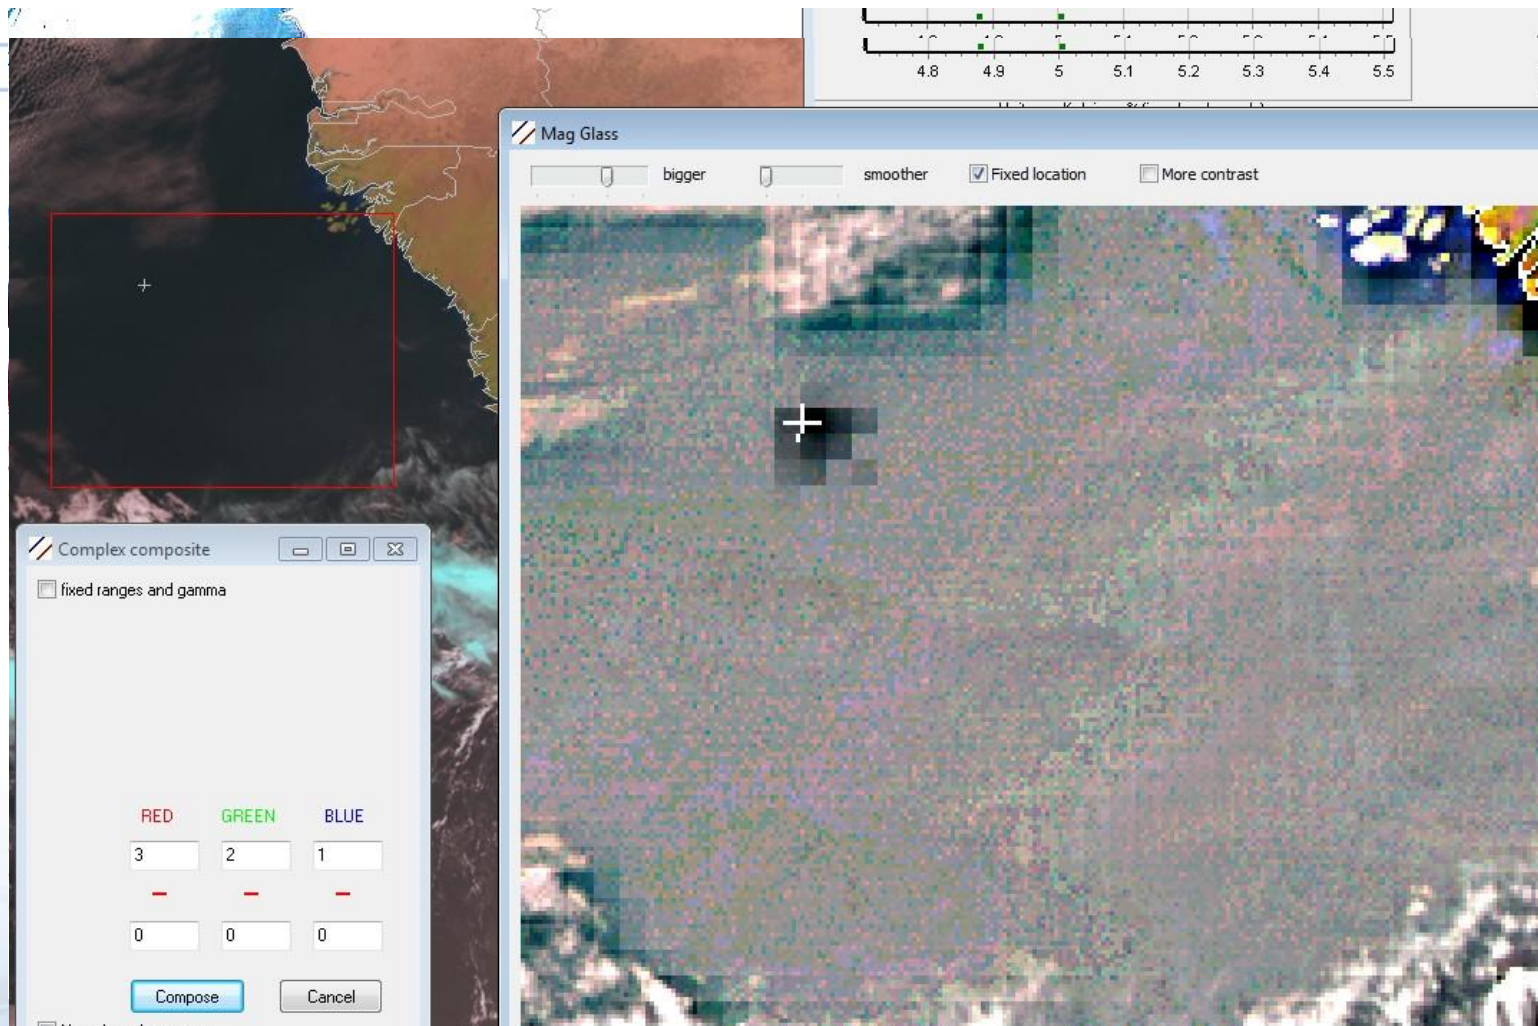 4.8 4.9 5 5.1 5.2 5.3 5.4 5.5
Mag Glass
bigger smoother Fixed location More contrast
Complex composite
fixed ranges and gamma
RED GREEN BLUE
3 2 1
0 0 0
Compose Cancel